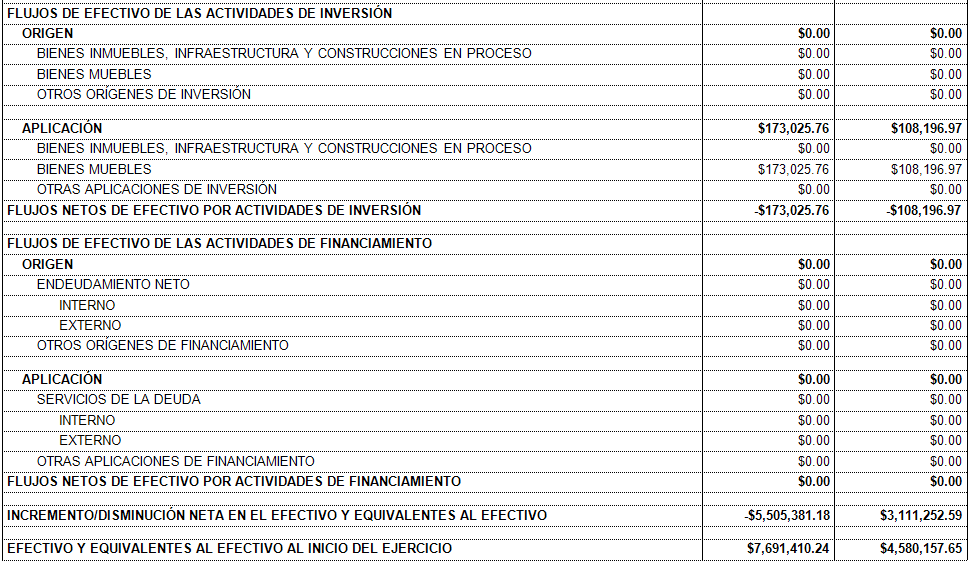 FLUJOS DE EFECTIVO DE LAS ACTIVIDADES DE INVERSIÓN
ORIGEN $0.00 $0.00
BIENES INMUEBLES, INFRAESTRUCTURA Y CONSTRUCCIONES EN PROCESO $0.00 $0.00
BIENES MUEBLES $0.00 $0.00
OTROS ORÍGENES DE INVERSIÓN $0.00 $0.00
APLICACIÓN $173,025.76 $108,196.97
BIENES INMUEBLES, INFRAESTRUCTURA Y CONSTRUCCIONES EN PROCESO $0.00 $0.00
BIENES MUEBLES $173,025.76 $108,196.97
OTRAS APLICACIONES DE INVERSIÓN $0.00 $0.00
FLUJOS NETOS DE EFECTIVO POR ACTIVIDADES DE INVERSIÓN -$173,025.76 -$108,196.97
FLUJOS DE EFECTIVO DE LAS ACTIVIDADES DE FINANCIAMIENTO
ORIGEN $0.00 $0.00
ENDEUDAMIENTO NETO $0.00 $0.00
INTERNO $0.00 $0.00
EXTERNO $0.00 $0.00
OTROS ORÍGENES DE FINANCIAMIENTO $0.00 $0.00
APLICACIÓN $0.00 $0.00
SERVICIOS DE LA DEUDA $0.00 $0.00
INTERNO $0.00 $0.00
EXTERNO $0.00 $0.00
OTRAS APLICACIONES DE FINANCIAMIENTO $0.00 $0.00
FLUJOS NETOS DE EFECTIVO POR ACTIVIDADES DE FINANCIAMIENTO $0.00 $0.00
INCREMENTO/DISMINUCIÓN NETA EN EL EFECTIVO Y EQUIVALENTES AL EFECTIVO -$5,505,381.18 $3,111,252.59
EFECTIVO Y EQUIVALENTES AL EFECTIVO AL INICIO DEL EJERCICIO $7,691,410.24 $4,580,157.65